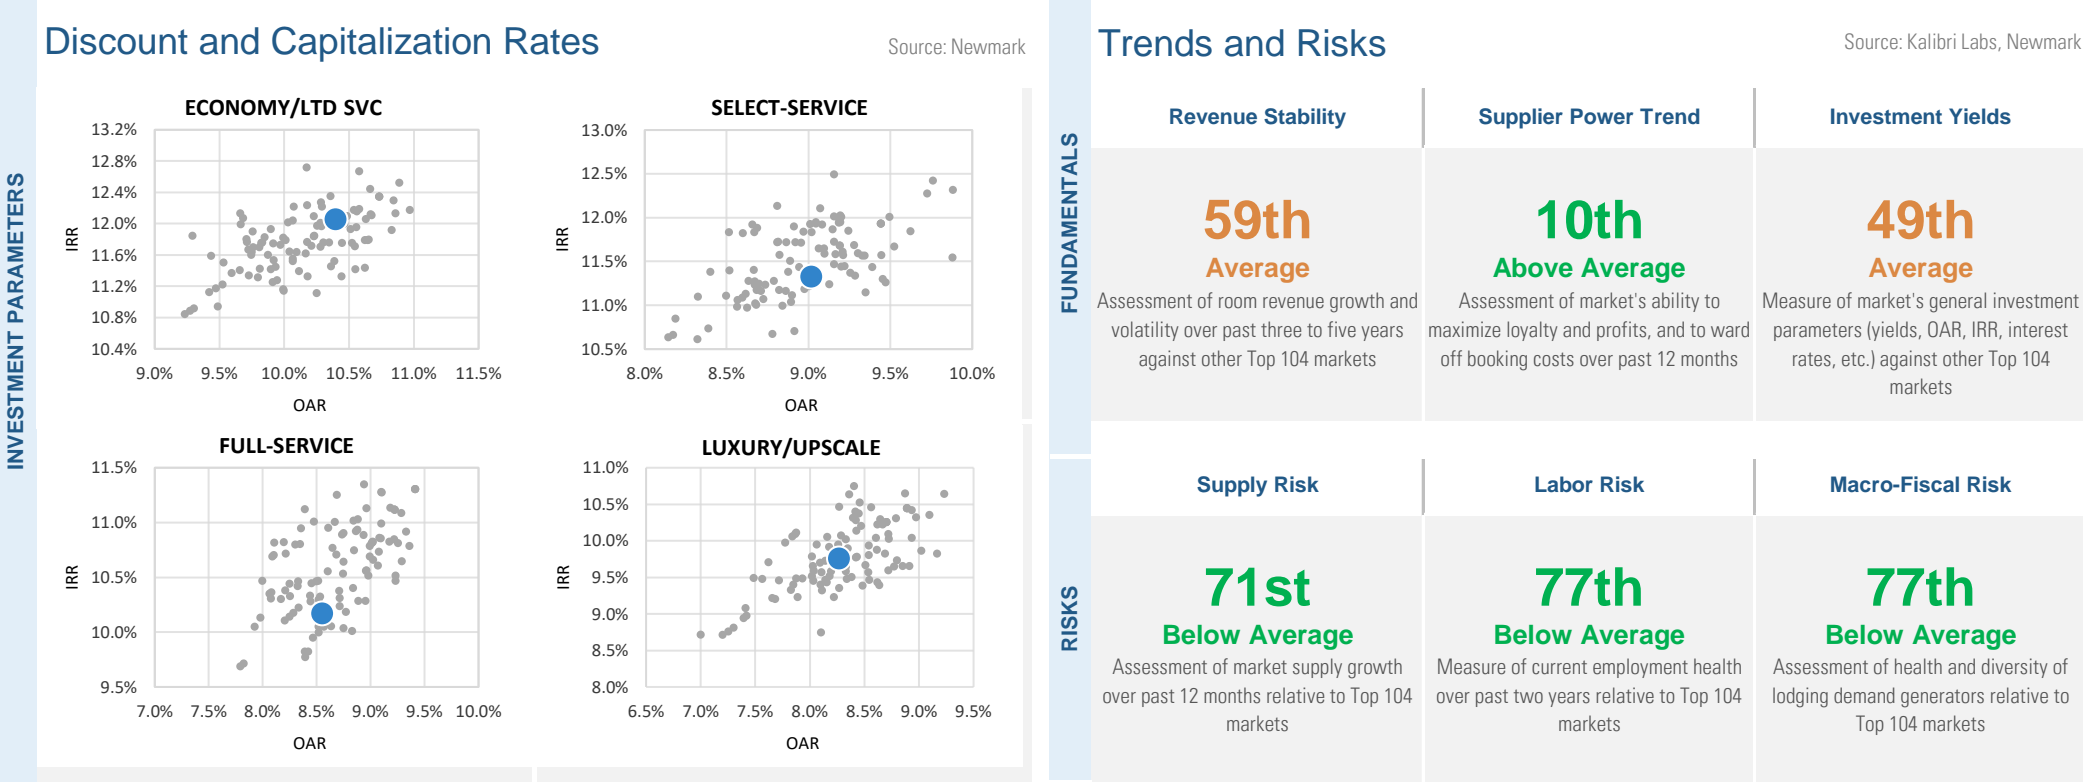 Discount and Capitalization Rates
Source: Newmark
INVESTMENT PARAMETERS
ECONOMY/LTD SVC
13.2%
12.8%
12.4%
12.0%
11.6%
11.2%
10.8%
10.4%
IRR
9.0% 9.5% 10.0% 10.5% 11.0% 11.5%
OAR
SELECT-SERVICE
13.0%
12.5%
12.0%
11.5%
11.0%
10.5%
IRR
8.0% 8.5% 9.0% 9.5% 10.0%
OAR
FULL-SERVICE
11.5%
11.0%
10.5%
10.0%
9.5%
IRR
7.0% 7.5% 8.0% 8.5% 9.0% 9.5% 10.0%
OAR
LUXURY/UPSCALE
11.0%
10.5%
10.0%
9.5%
9.0%
8.5%
8.0%
IRR
6.5% 7.0% 7.5% 8.0% 8.5% 9.0% 9.5%
OAR
Trends and Risks
Source: Kalibri Labs, Newmark
FUNDAMENTALS
Revenue Stability
59th
Average
Assessment of room revenue growth and
volatility over past three to five years
against other Top 104 markets
Supplier Power Trend
10th
Above Average
Assessment of market's ability to
maximize loyalty and profits, and to ward
off booking costs over past 12 months
Investment Yields
49th
Average
Measure of market's general investment
parameters (yields, OAR, IRR, interest
rates, etc.) against other Top 104
markets
RISKS
Supply Risk
71st
Below Average
Assessment of market supply growth
over past 12 months relative to Top 104
markets
Labor Risk
77th
Below Average
Measure of current employment health
over past two years relative to Top 104
markets
Macro-Fiscal Risk
77th
Below Average
Assessment of health and diversity of
lodging demand generators relative to
Top 104 markets